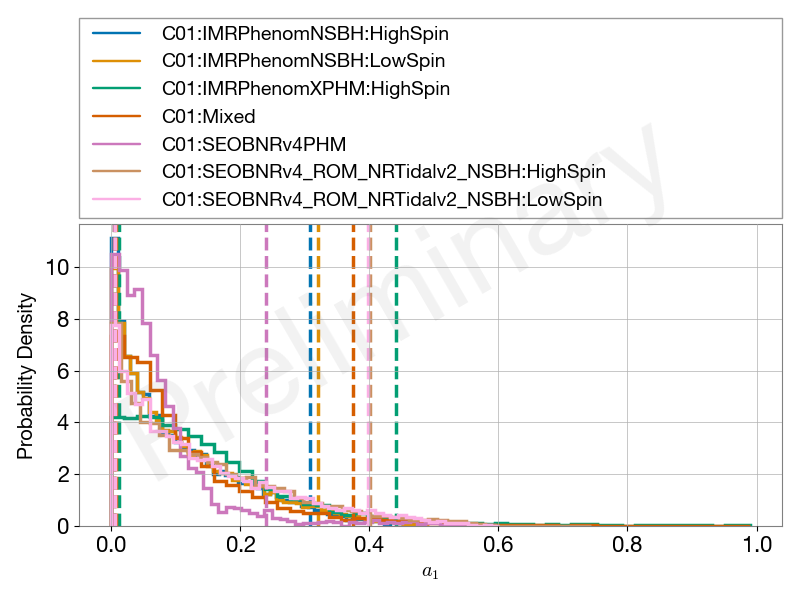 C01:IMRPhenomNSBH:HighSpin
C01:IMRPhenomNSBH:LowSpin
C01:IMRPhenomXPHM:HighSpin
C01:Mixed
C01:SEOBNRv4PHM
C01:SEOBNRv4_ROM_NRTidalv2_NSBH:HighSpin
C01:SEOBNRv4_ROM_NRTidalv2_NSBH:LowSpin
Preliminary
Probability Density
10
8
6
4
2
0
0.0 0.2 0.4 0.6 0.8 1.0
a₁